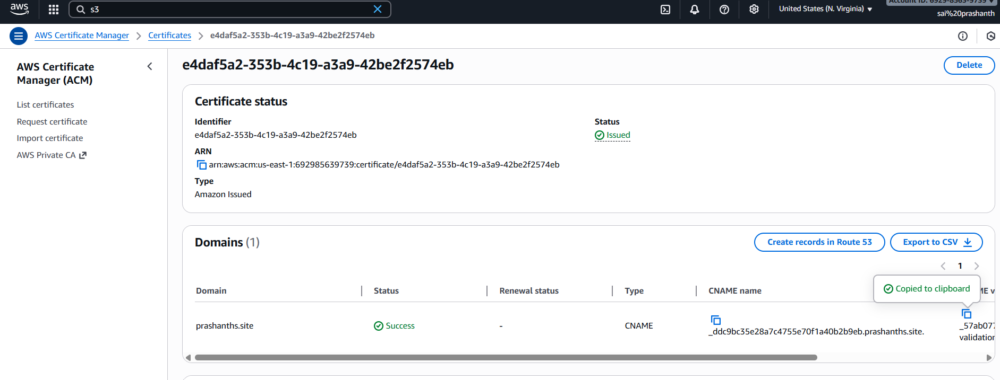 aws
s3
United States (N. Virginia)
Account ID: 6929-8563-9739
sai%20prashanth
AWS Certificate Manager
Certificates
e4daf5a2-353b-4c19-a3a9-42be2f2574eb
AWS Certificate
Manager (ACM)
List certificates
Request certificate
Import certificate
AWS Private CA
e4daf5a2-353b-4c19-a3a9-42be2f2574eb
Delete
Certificate status
Identifier
e4daf5a2-353b-4c19-a3a9-42be2f2574eb
Status
Issued
ARN
arn:aws:acm:us-east-1:692985639739:certificate/e4daf5a2-353b-4c19-a3a9-42be2f2574eb
Type
Amazon Issued
Domains (1)
Create records in Route 53
Export to CSV
1
Copied to clipboard
Domain
Status
Renewal status
Type
CNAME name
prashanths.site
Success
-
CNAME
_ddc9bc35e28a7c4755e70f1a40b2b9eb.prashanths.site.
_57ab077
validation